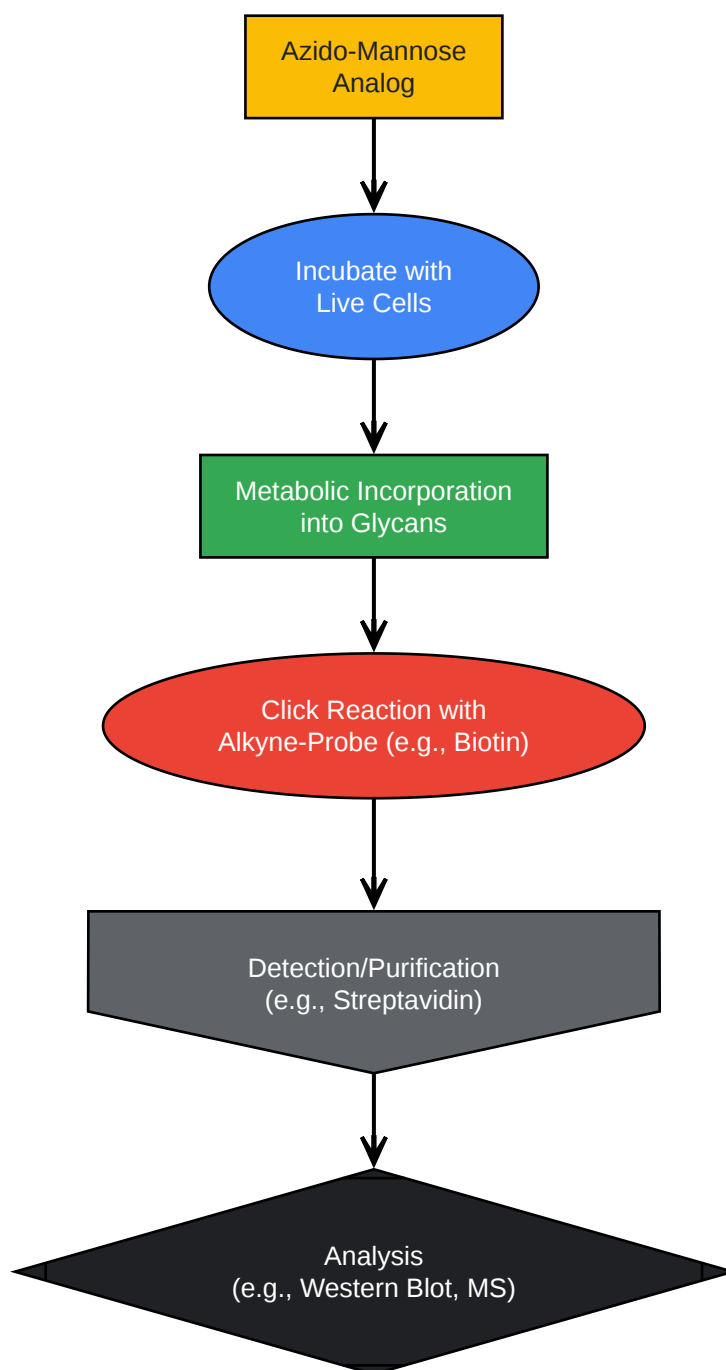 Azido-Mannose
Analog
Incubate with
Live Cells
Metabolic Incorporation
into Glycans
Click Reaction with
Alkyne-Probe (e.g., Biotin)
Detection/Purification
(e.g., Streptavidin)
Analysis
(e.g., Western Blot, MS)